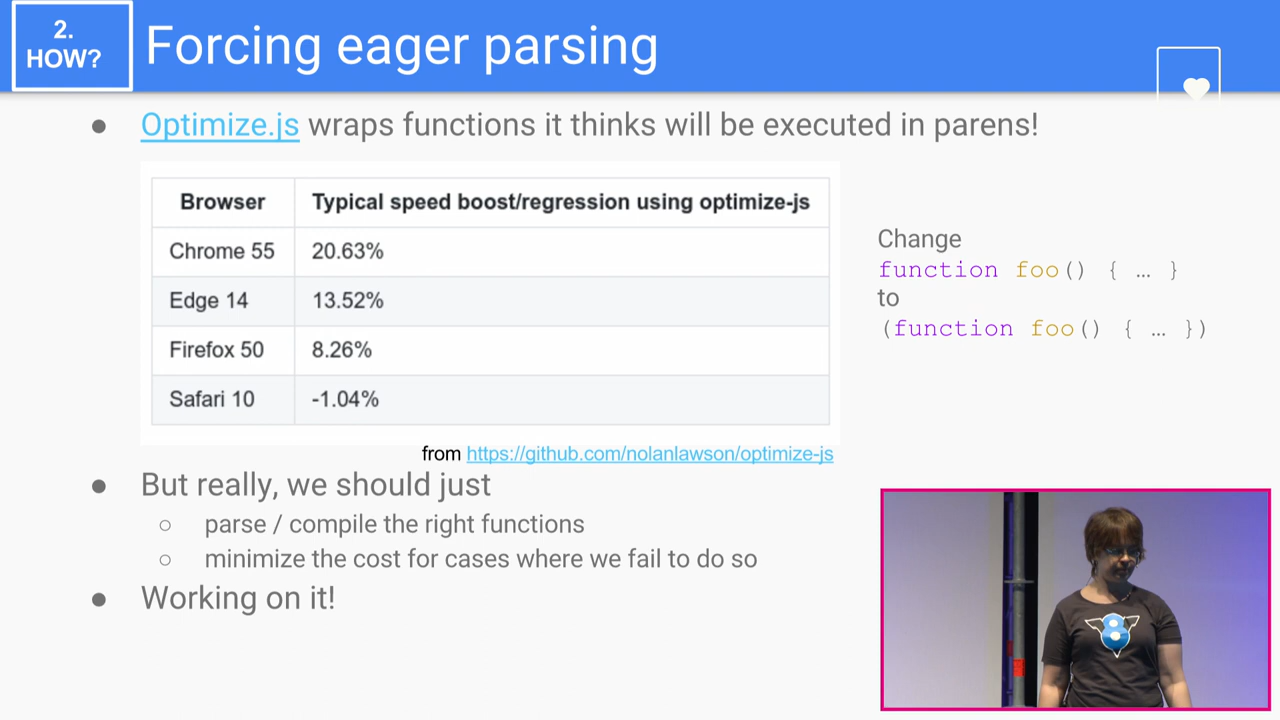 2.
HOW?
Forcing eager parsing
● Optimize.js wraps functions it thinks will be executed in parens!
Browser Typical speed boost/regression using optimize-js
Chrome 55 20.63%
Edge 14 13.52%
Firefox 50 8.26%
Safari 10 -1.04%
from https://github.com/nolanlawson/optimize-js
Change
function foo() { … }
to
(function foo() { … })
● But really, we should just
○ parse / compile the right functions
○ minimize the cost for cases where we fail to do so
● Working on it!
8